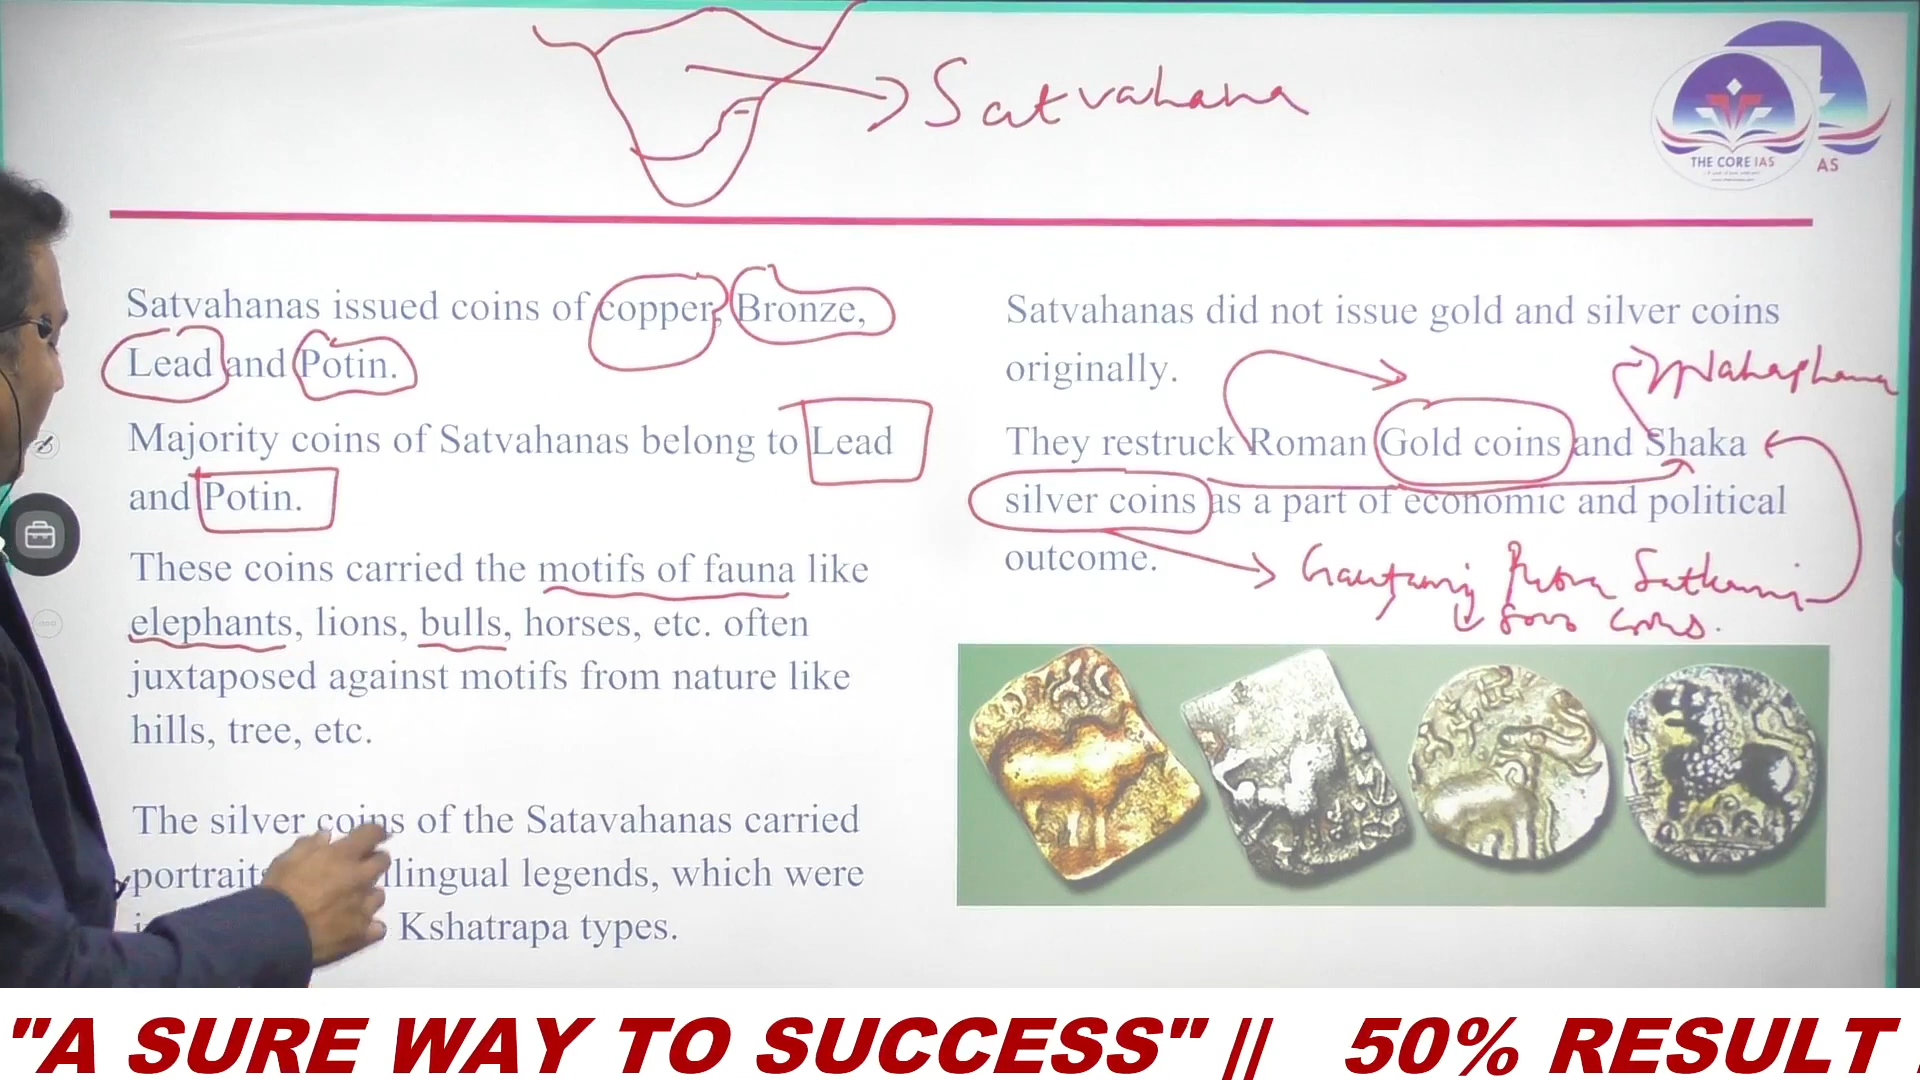 Satvahana
THE CORE IAS
AS
Satvahanas issued coins of copper, Bronze,
Lead and Potin.
Majority coins of Satvahanas belong to Lead
and Potin.
These coins carried the motifs of fauna like
elephants, lions, bulls, horses, etc. often
juxtaposed against motifs from nature like
hills, tree, etc.
The silver coins of the Satavahanas carried
legends, which were
Kshatrapa types.
Satvahanas did not issue gold and silver coins
originally.
Nahaphana
They restruck Roman Gold coins and Shaka
silver coins as a part of economic and political
outcome.
Gautami Putra Satkarni
coins.
"A SURE WAY TO SUCCESS" || 50% RESULT